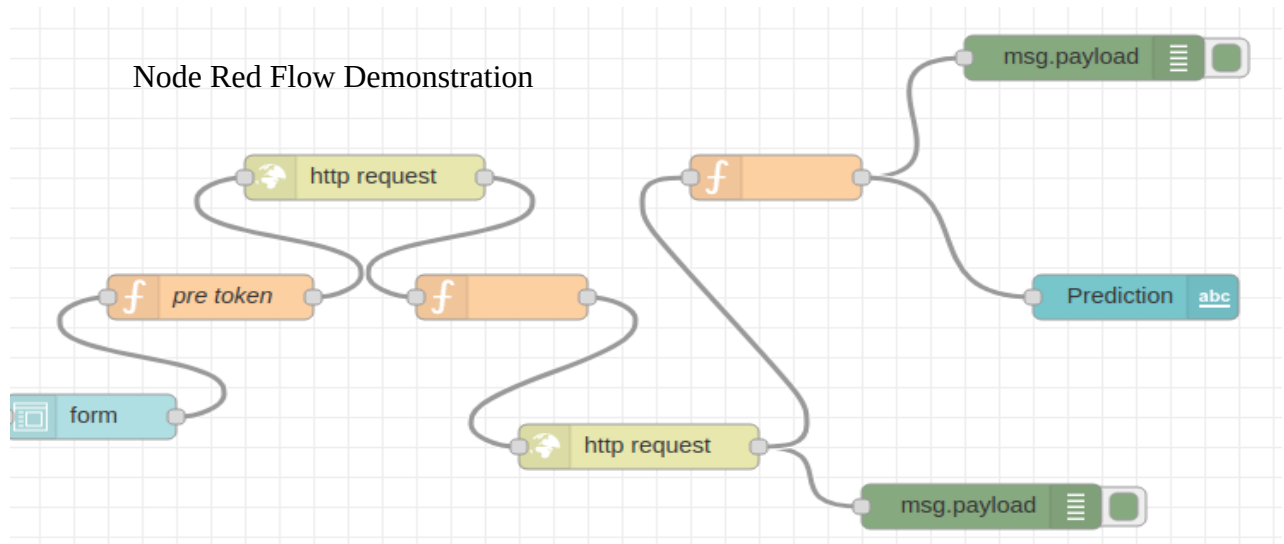 msg.payload
Node Red Flow Demonstration
http request
pre token
Prediction
abc
form
http request
msg.payload